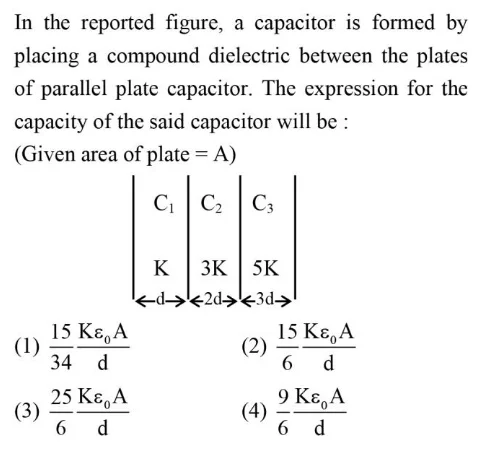 In the reported figure, a capacitor is formed by
placing a compound dielectric between the plates
of parallel plate capacitor. The expression for the
capacity of the said capacitor will be :
(Given area of plate = A)
C₁ C₂ C₃
K 3K 5K
←d→ ←2d→ ←3d→
(1) 15/34 Kε₀A/d (2) 15/6 Kε₀A/d
(3) 25/6 Kε₀A/d (4) 9/6 Kε₀A/d